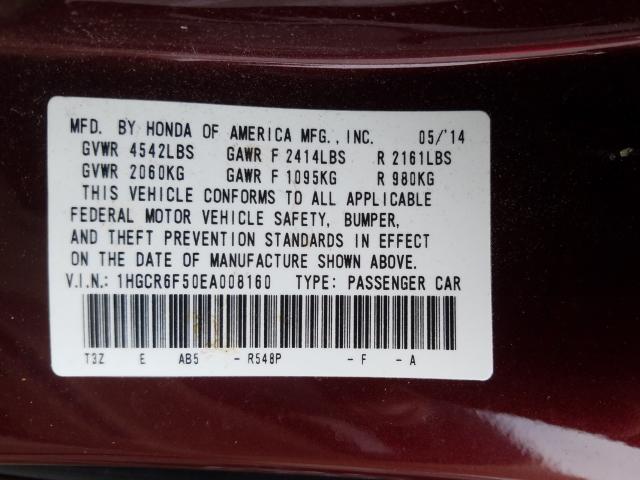 MFD. BY HONDA OF AMERICA MFG., INC. 05/'14
GVWR 4542LBS GAWR F 2414LBS R 2161LBS
GVWR 2060KG GAWR F 1095KG R 980KG
THIS VEHICLE CONFORMS TO ALL APPLICABLE
FEDERAL MOTOR VEHICLE SAFETY, BUMPER,
AND THEFT PREVENTION STANDARDS IN EFFECT
ON THE DATE OF MANUFACTURE SHOWN ABOVE.
V.I.N.: 1HGCR6F50EA008160 TYPE: PASSENGER CAR
T3Z E AB5 - R548P - F - A